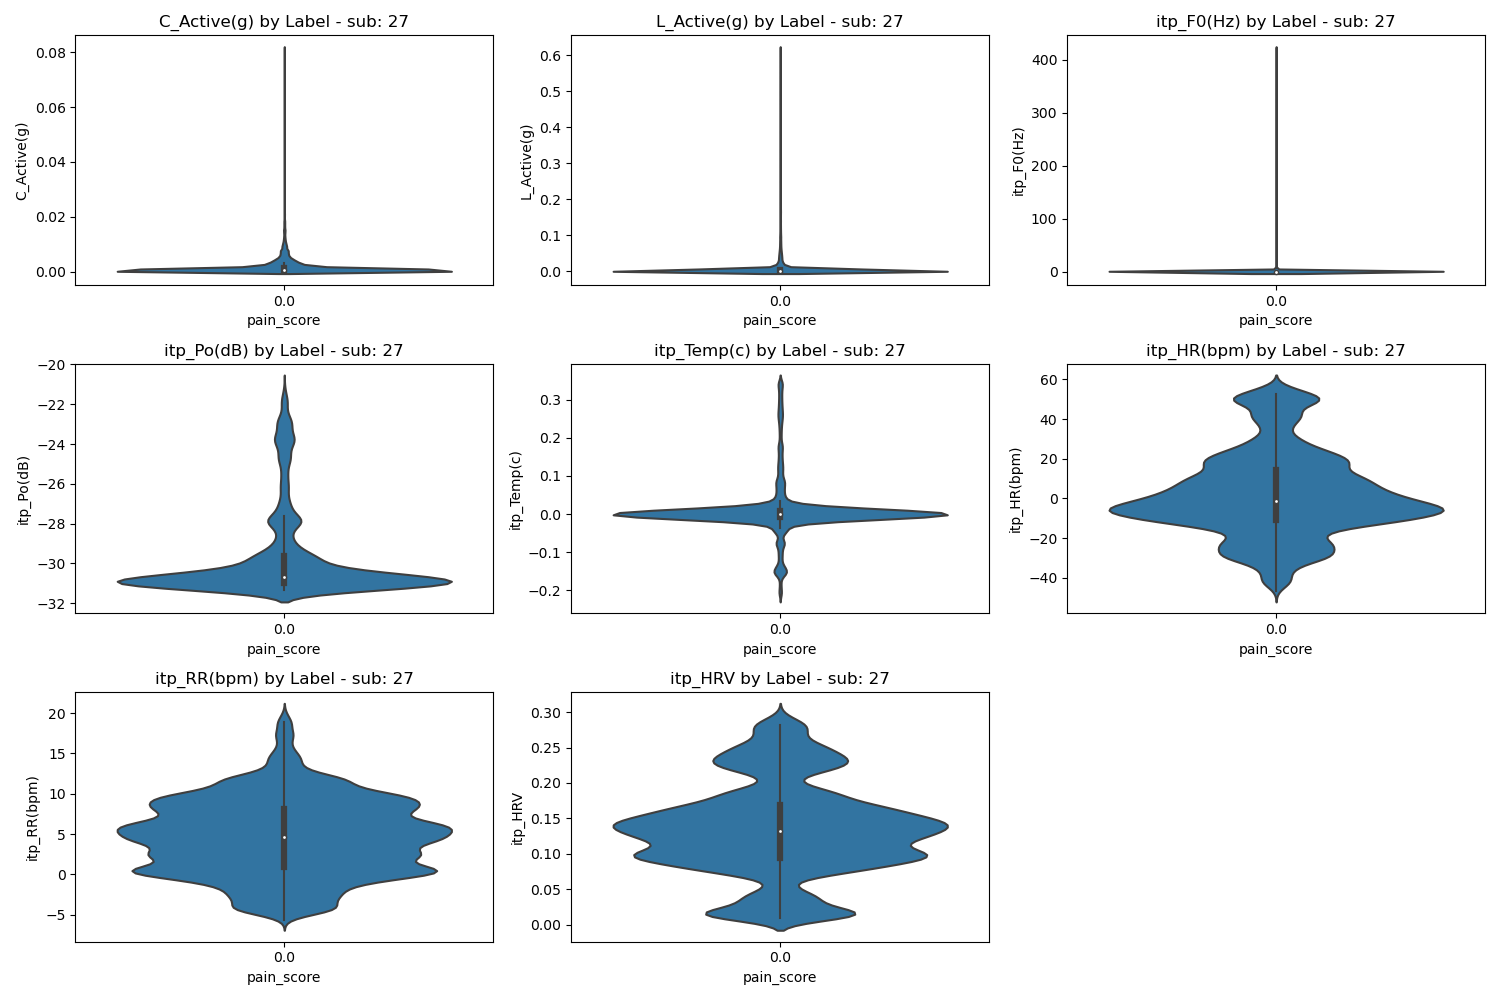 C_Active(g) by Label - sub: 27
L_Active(g) by Label - sub: 27
itp_F0(Hz) by Label - sub: 27
C_Active(g)
0.08
0.06
0.04
0.02
0.00
0.0
pain_score
L_Active(g)
0.6
0.5
0.4
0.3
0.2
0.1
0.0
0.0
pain_score
itp_F0(Hz)
400
300
200
100
0
0.0
pain_score
itp_Po(dB) by Label - sub: 27
itp_Temp(c) by Label - sub: 27
itp_HR(bpm) by Label - sub: 27
itp_Po(dB)
−20
−22
−24
−26
−28
−30
−32
0.0
pain_score
itp_Temp(c)
0.3
0.2
0.1
0.0
−0.1
−0.2
0.0
pain_score
itp_HR(bpm)
60
40
20
0
−20
−40
0.0
pain_score
itp_RR(bpm) by Label - sub: 27
itp_HRV by Label - sub: 27
itp_RR(bpm)
20
15
10
5
0
−5
0.0
pain_score
itp_HRV
0.30
0.25
0.20
0.15
0.10
0.05
0.00
0.0
pain_score